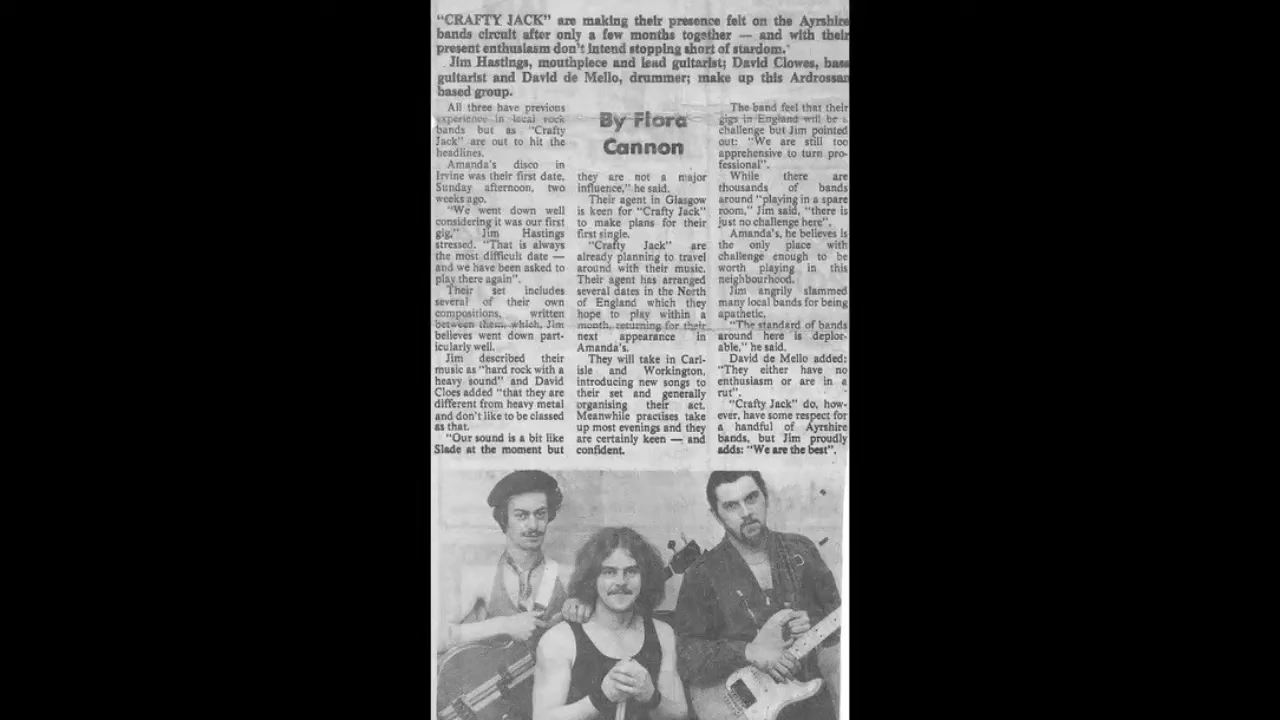 "CRAFTY JACK" are making their presence felt on the Ayrshire
bands circuit after only a few months together — and with their
present enthusiasm don't intend stopping short of stardom.
Jim Hastings, mouthpiece and lead guitarist; David Clowes, bass
guitarist and David de Mello, drummer; make up this Ardrossan
based group.
All three have previous
experience in local rock
bands but as "Crafty
Jack" are out to hit the
headlines.
Amanda's disco in
Irvine was their first date,
Sunday afternoon, two
weeks ago.
"We went down well
considering it was our first
gig," Jim Hastings
stressed. "That is always
the most difficult date —
and we have been asked to
play there again".
Their set includes
several of their own
compositions, written
between them, which, Jim
believes went down part-
icularly well.
Jim described their
music as "hard rock with a
heavy sound" and David
Cloes added "that they are
different from heavy metal
and don't like to be classed
as that.
"Our sound is a bit like
Slade at the moment but
By Flora
Cannon
they are not a major
influence," he said.
Their agent in Glasgow
is keen for "Crafty Jack"
to make plans for their
first single.
"Crafty Jack" are
already planning to travel
around with their music.
Their agent has arranged
several dates in the North
of England which they
hope to play within a
month, returning for their
next appearance in
Amanda's.
They will take in Carl-
isle and Workington,
introducing new songs to
their set and generally
organising their act.
Meanwhile practises take
up most evenings and they
are certainly keen — and
confident.
The band feel that their
gigs in England will be a
challenge but Jim pointed
out: "We are still too
apprehensive to turn pro-
fessional".
While there are
thousands of bands
around "playing in a spare
room," Jim said, "there is
just no challenge here".
Amanda's, he believes is
the only place with
challenge enough to be
worth playing in this
neighbourhood.
Jim angrily slammed
many local bands for being
apathetic.
"The standard of bands
around here is deplor-
able," he said.
David de Mello added:
"They either have no
enthusiasm or are in a
rut".
"Crafty Jack" do, how-
ever, have some respect for
a handful of Ayrshire
bands, but Jim proudly
adds: "We are the best".